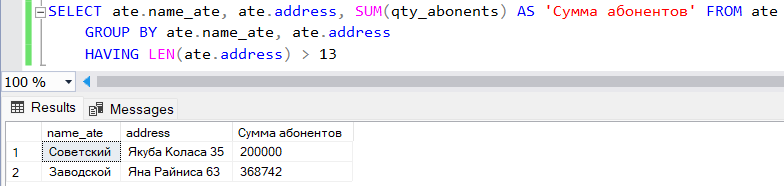 SELECT ate.name_ate, ate.address, SUM(qty_abonents) AS 'Сумма абонентов' FROM ate
GROUP BY ate.name_ate, ate.address
HAVING LEN(ate.address) > 13
100 %
Results Messages
name_ate address Сумма абонентов
1 Советский Якуба Коласа 35 200000
2 Заводской Яна Райниса 63 368742